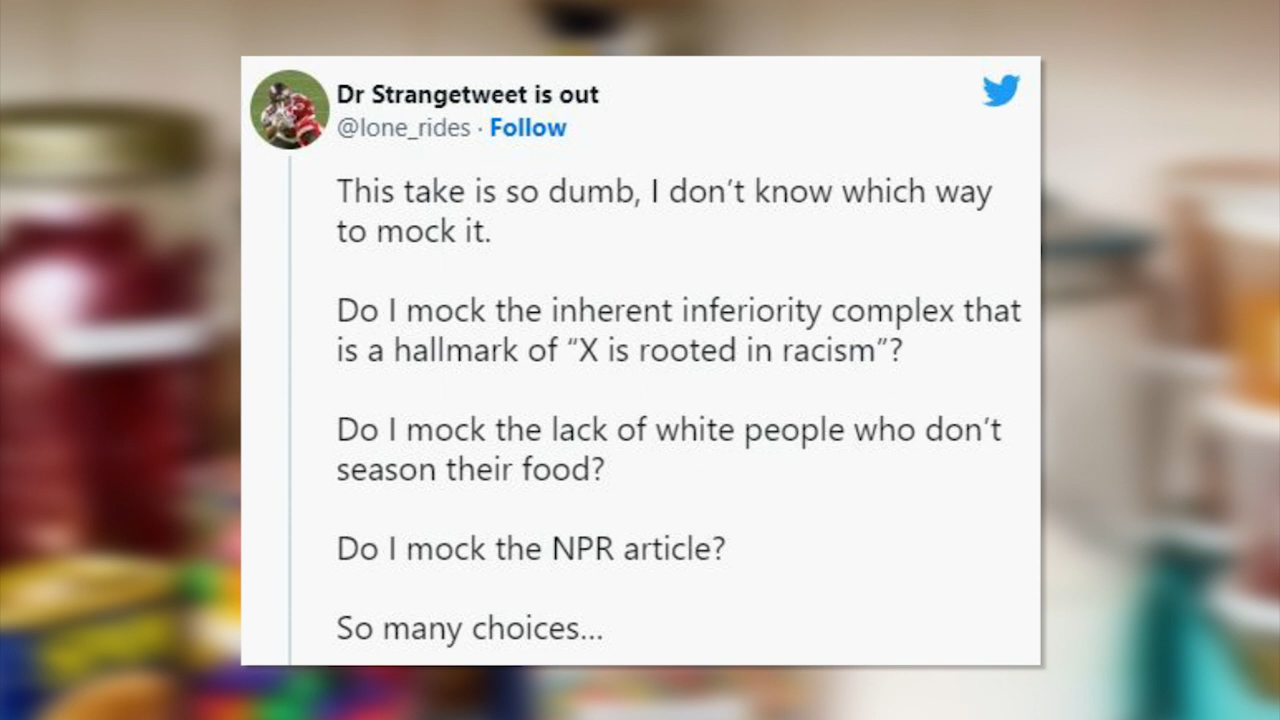 Dr Strangetweet is out
@lone_rides · Follow
This take is so dumb, I don’t know which way
to mock it.
Do I mock the inherent inferiority complex that
is a hallmark of “X is rooted in racism”?
Do I mock the lack of white people who don’t
season their food?
Do I mock the NPR article?
So many choices...